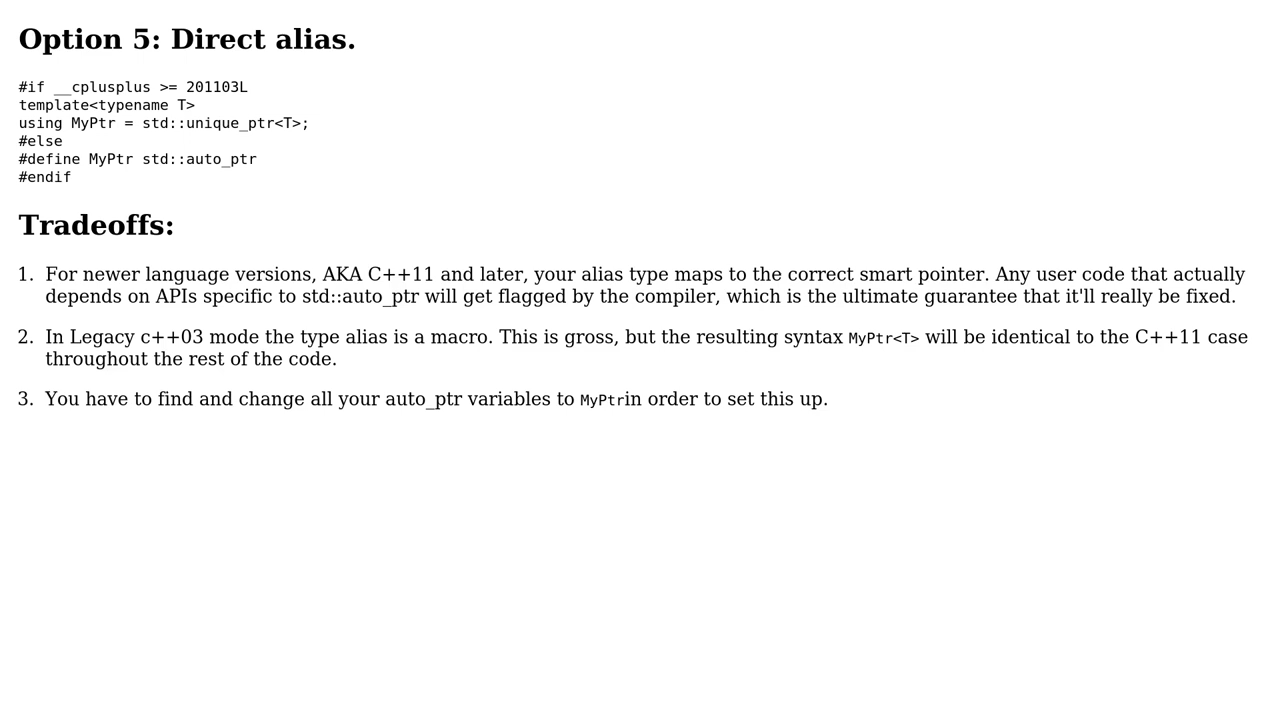 Option 5: Direct alias.
#if __cplusplus >= 201103L
template<typename T>
using MyPtr = std::unique_ptr<T>;
#else
#define MyPtr std::auto_ptr
#endif
Tradeoffs:
1. For newer language versions, AKA C++11 and later, your alias type maps to the correct smart pointer. Any user code that actually
depends on APIs specific to std::auto_ptr will get flagged by the compiler, which is the ultimate guarantee that it'll really be fixed.
2. In Legacy c++03 mode the type alias is a macro. This is gross, but the resulting syntax MyPtr<T> will be identical to the C++11 case
throughout the rest of the code.
3. You have to find and change all your auto_ptr variables to MyPtrin order to set this up.